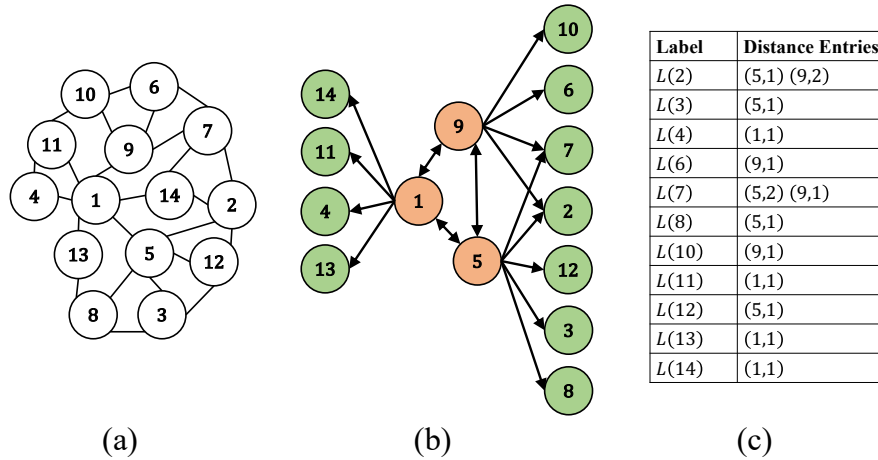 10
6
7
11
9
4
1
14
2
13
5
12
8
3
(a)
14
11
4
13
1
9
5
10
6
7
2
12
3
8
(b)
Label Distance Entries
L(2) (5,1) (9,2)
L(3) (5,1)
L(4) (1,1)
L(6) (9,1)
L(7) (5,2) (9,1)
L(8) (5,1)
L(10) (9,1)
L(11) (1,1)
L(12) (5,1)
L(13) (1,1)
L(14) (1,1)
(c)